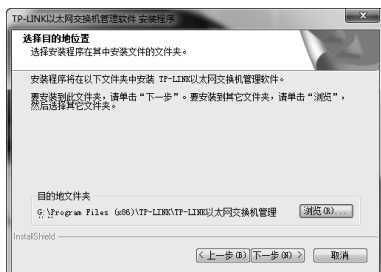 TP-LINK以太网交换机管理软件 安装程序
选择目的地位置
选择安装程序在其中安装文件的文件夹。
安装程序将在以下文件夹中安装 TP-LINK以太网交换机管理软件。
要安装到此文件夹，请单击“下一步”。要安装到其它文件夹，请单击“浏览”，
然后选择其它文件夹。
目的地文件夹
G:\Program Files (x86)\TP-LINK\TP-LINK以太网交换机管理
浏览(R)...
InstallShield
< 上一步(B) 下一步(N) > 取消